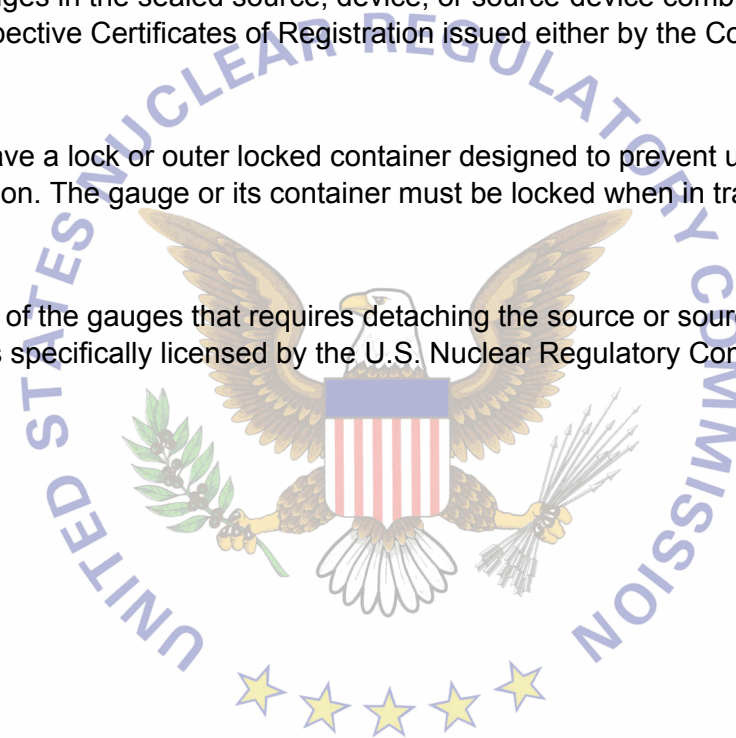 ges in the sealed source, device, or source-device comb
pective Certificates of Registration issued either by the Co
ave a lock or outer locked container designed to prevent u
ion. The gauge or its container must be locked when in tra
of the gauges that requires detaching the source or sourc
s specifically licensed by the U.S. Nuclear Regulatory Com
UNITED STATES NUCLEAR REGULATORY COMMISSION